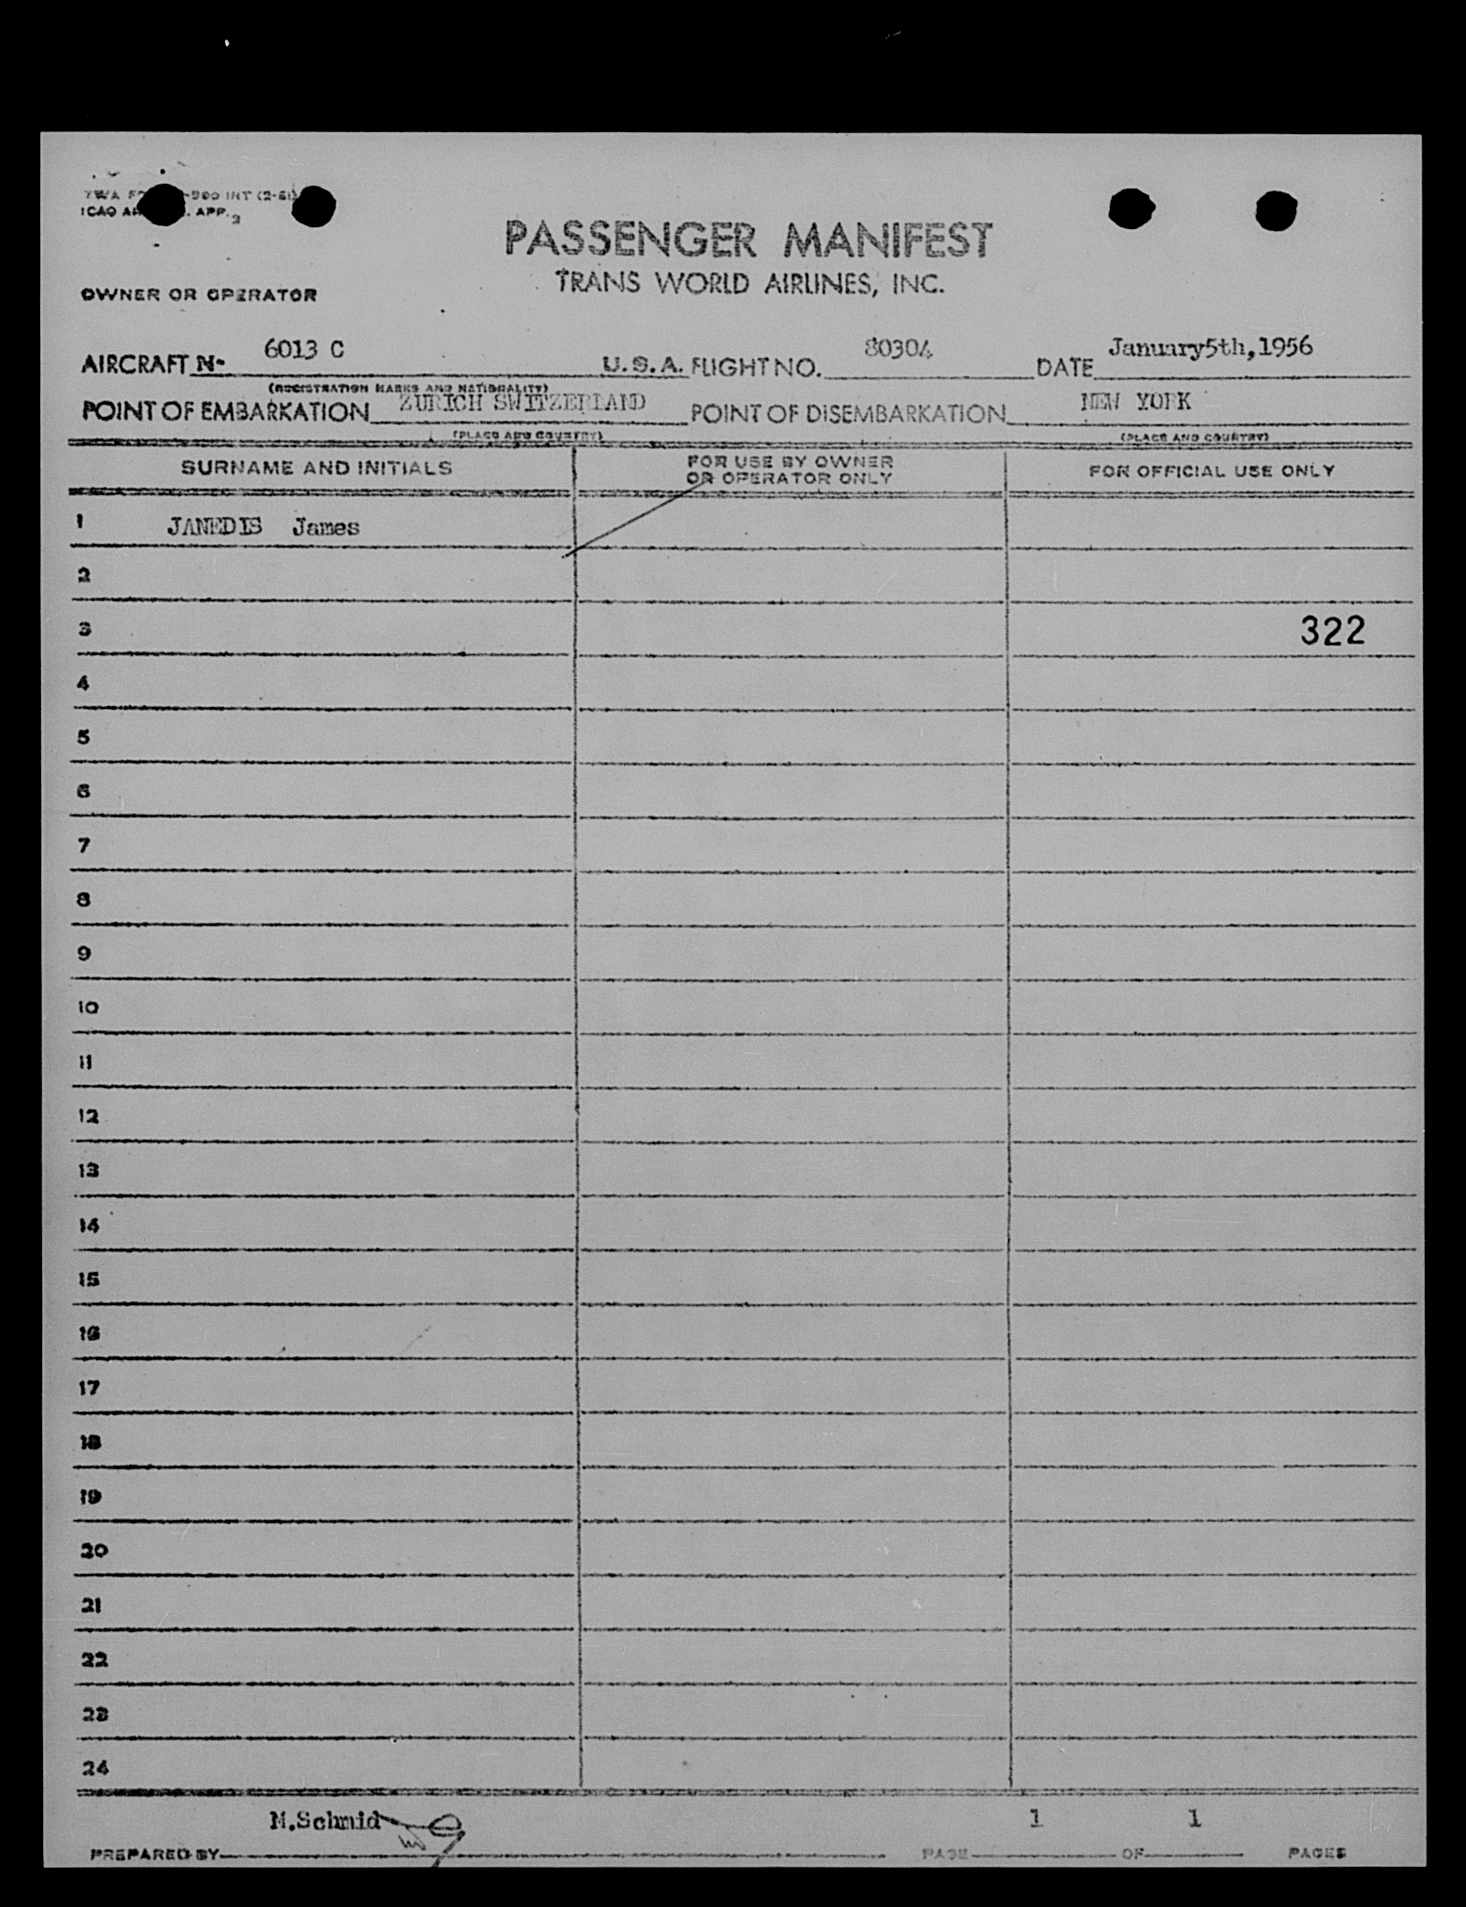 ICAO
APP. 2
PASSENGER MANIFEST
TRANS WORLD AIRLINES, INC.
OWNER OR OPERATOR
AIRCRAFT N- 6013 C U.S.A. FLIGHT NO. 80304 DATE January5th,1956
(REGISTRATION MARKS AND NATIONALITY)
POINT OF EMBARKATION ZURICH SWITZERLAND POINT OF DISEMBARKATION NEW YORK
(PLACE AND COUNTRY) (PLACE AND COUNTRY)
SURNAME AND INITIALS FOR USE BY OWNER OR OPERATOR ONLY FOR OFFICIAL USE ONLY
1 JANEDIS James
2
3 322
4
5
6
7
8
9
10
11
12
13
14
15
16
17
18
19
20
21
22
23
24
M.Schmid 1 1
PREPARED BY PAGE OF PAGES